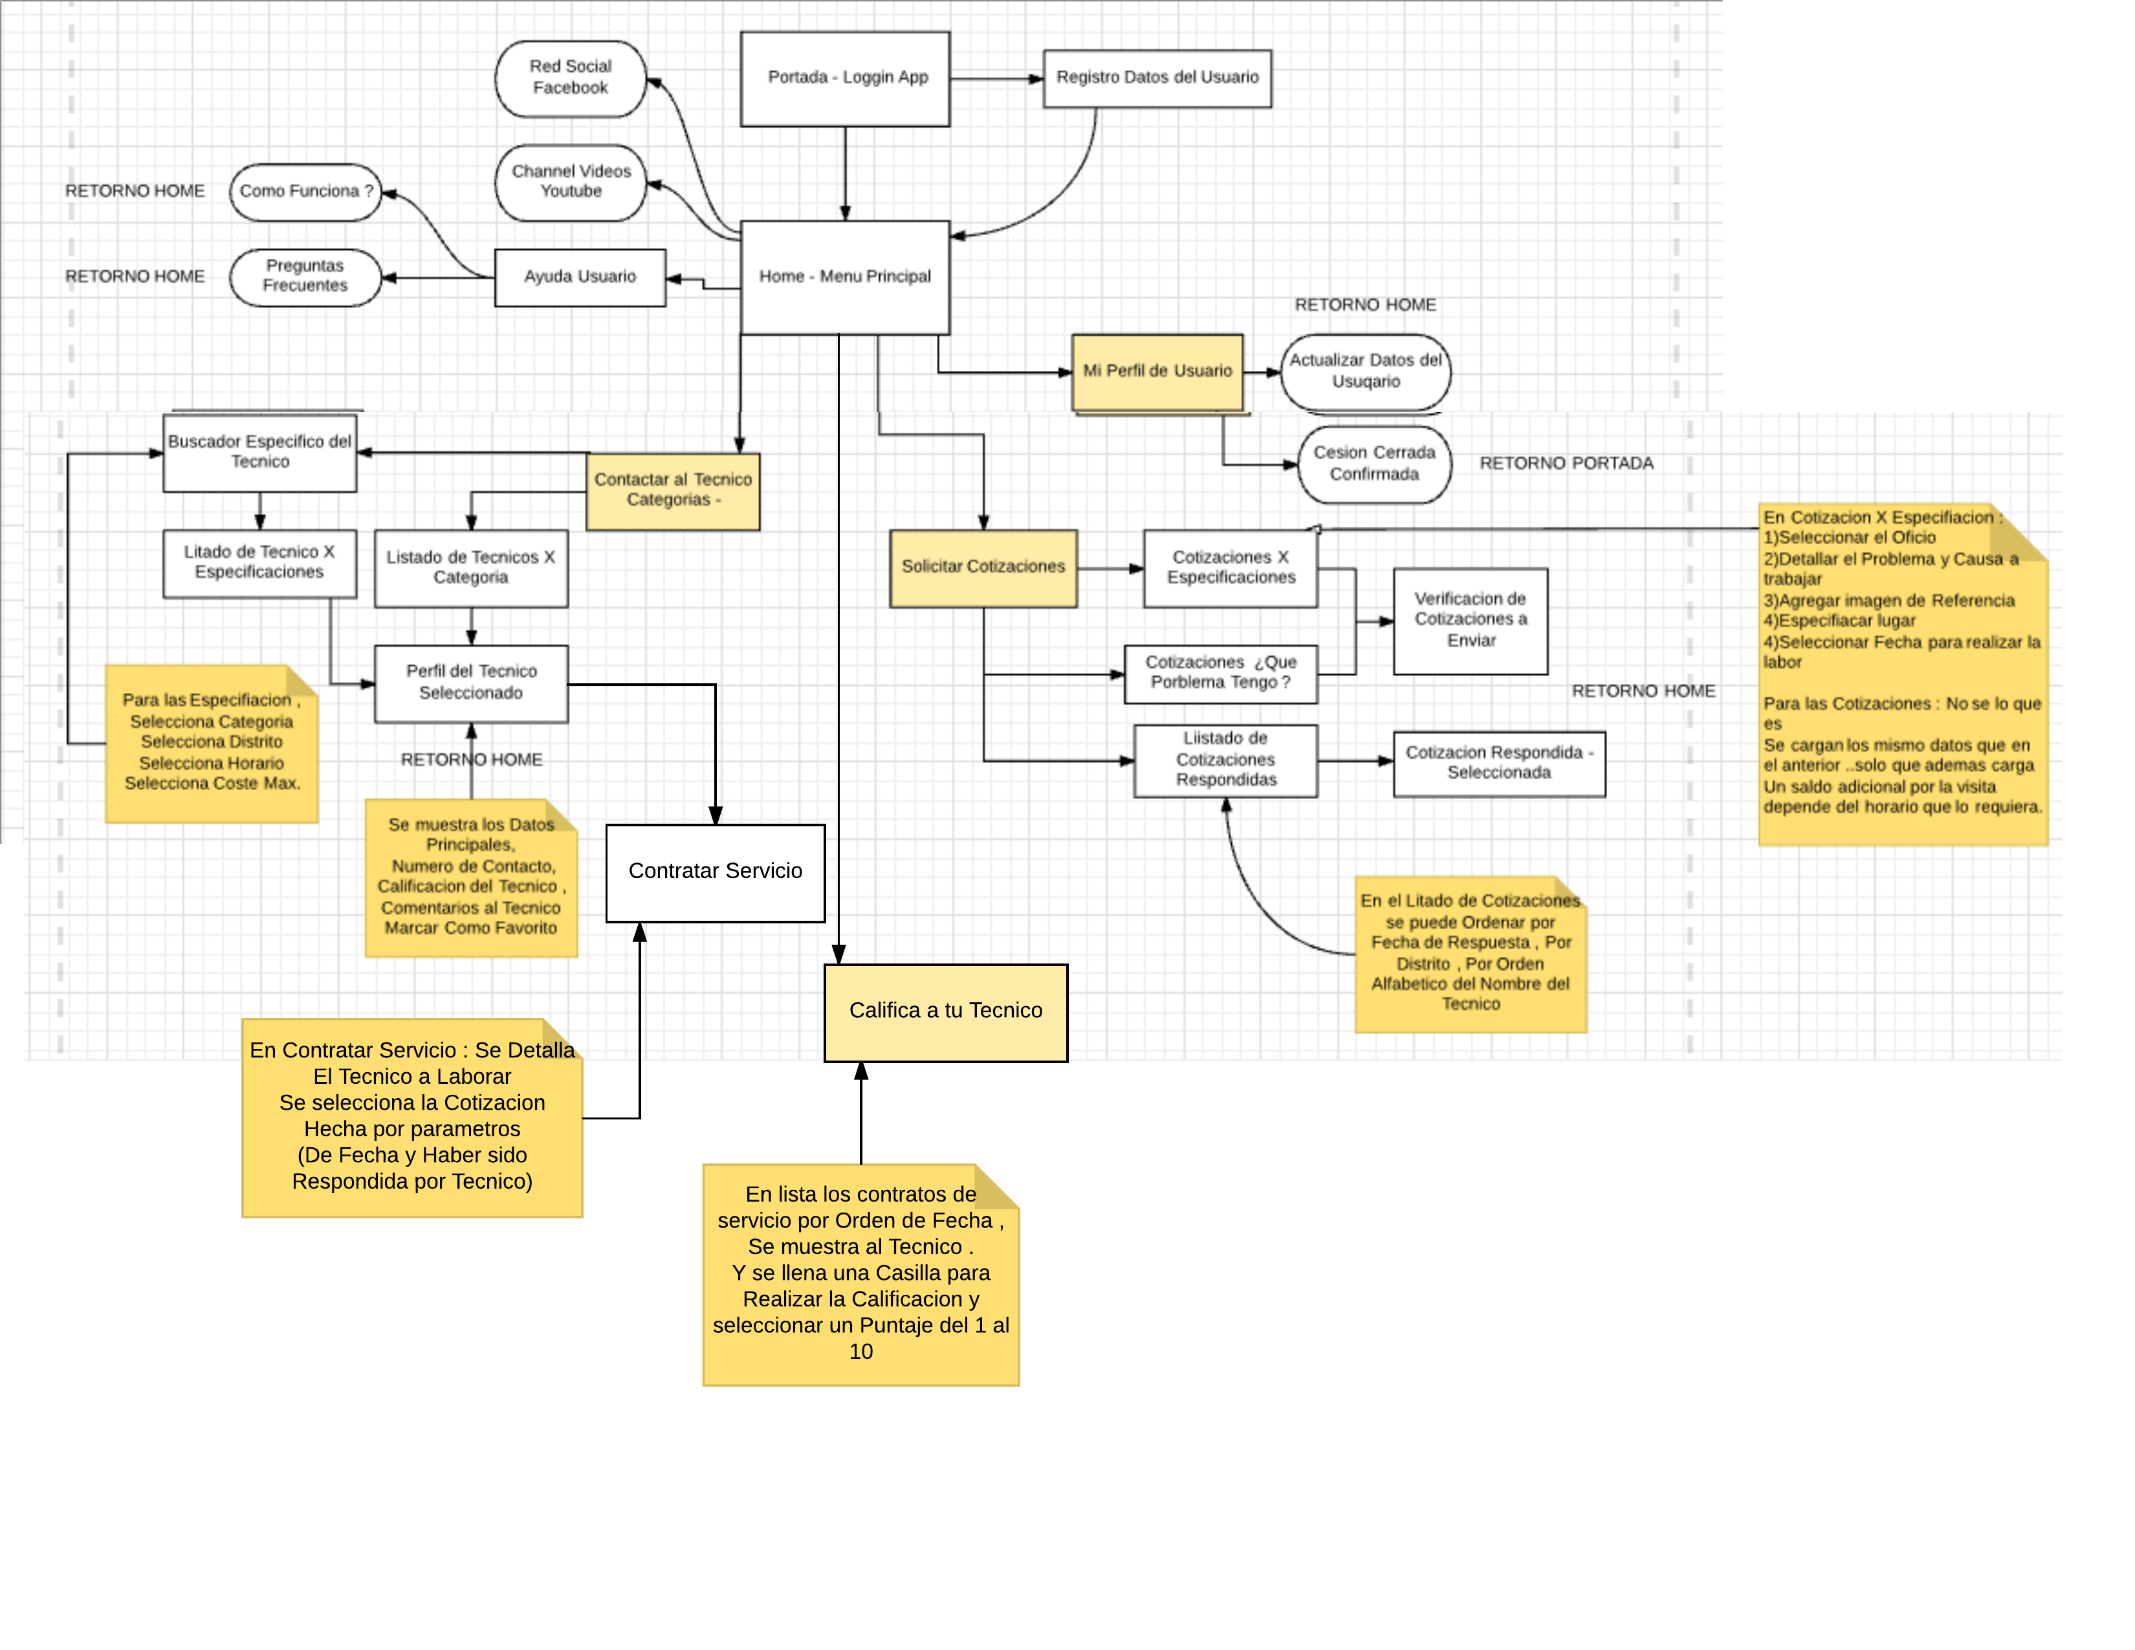 Red Social
Facebook
Portada - Loggin App
Registro Datos del Usuario
Channel Videos
Youtube
RETORNO HOME
Como Funciona ?
RETORNO HOME
Preguntas
Frecuentes
Ayuda Usuario
Home - Menu Principal
RETORNO HOME
Mi Perfil de Usuario
Actualizar Datos del
Usuqario
Buscador Especifico del
Tecnico
Contactar al Tecnico
Categorias -
Cesion Cerrada
Confirmada
RETORNO PORTADA
Litado de Tecnico X
Especificaciones
Listado de Tecnicos X
Categoria
Solicitar Cotizaciones
Cotizaciones X
Especificaciones
Verificacion de
Cotizaciones a
Enviar
En Cotizacion X Especifiacion :
1)Seleccionar el Oficio
2)Detallar el Problema y Causa a
trabajar
3)Agregar imagen de Referencia
4)Especifiacar lugar
4)Seleccionar Fecha para realizar la
labor
Para las Cotizaciones : No se lo que
es
Se cargan los mismo datos que en
el anterior ..solo que ademas carga
Un saldo adicional por la visita
depende del horario que lo requiera.
Perfil del Tecnico
Seleccionado
Cotizaciones ¿Que
Porblema Tengo ?
RETORNO HOME
Para las Especifiacion ,
Selecciona Categoria
Selecciona Distrito
Selecciona Horario
Selecciona Coste Max.
RETORNO HOME
Liistado de
Cotizaciones
Respondidas
Cotizacion Respondida -
Seleccionada
Se muestra los Datos
Principales,
Numero de Contacto,
Calificacion del Tecnico ,
Comentarios al Tecnico
Marcar Como Favorito
Contratar Servicio
En el Litado de Cotizaciones
se puede Ordenar por
Fecha de Respuesta , Por
Distrito , Por Orden
Alfabetico del Nombre del
Tecnico
Califica a tu Tecnico
En Contratar Servicio : Se Detalla
El Tecnico a Laborar
Se selecciona la Cotizacion
Hecha por parametros
(De Fecha y Haber sido
Respondida por Tecnico)
En lista los contratos de
servicio por Orden de Fecha ,
Se muestra al Tecnico .
Y se llena una Casilla para
Realizar la Calificacion y
seleccionar un Puntaje del 1 al
10